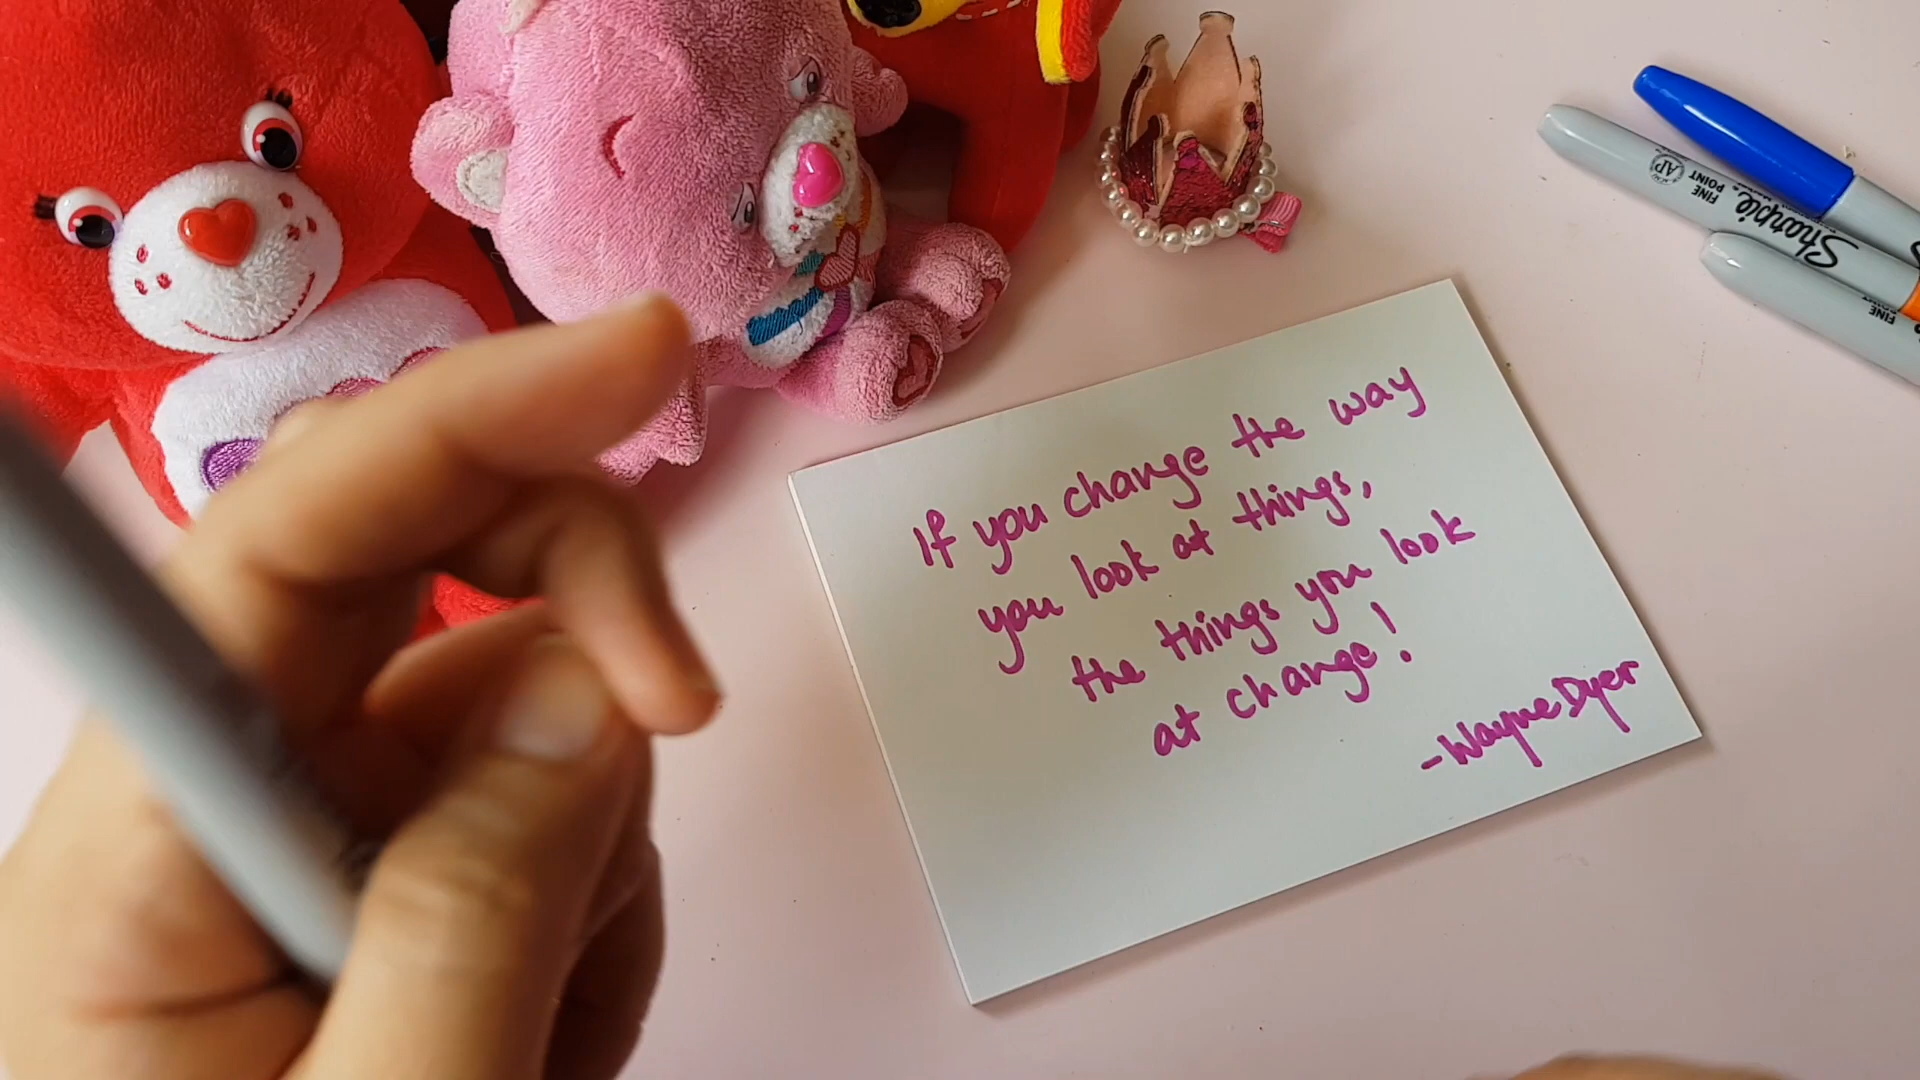 If you change the way
you look at things,
the things you look
at change!
-Wayne Dyer
AP
FINE
POINT
Sharpie
FINE